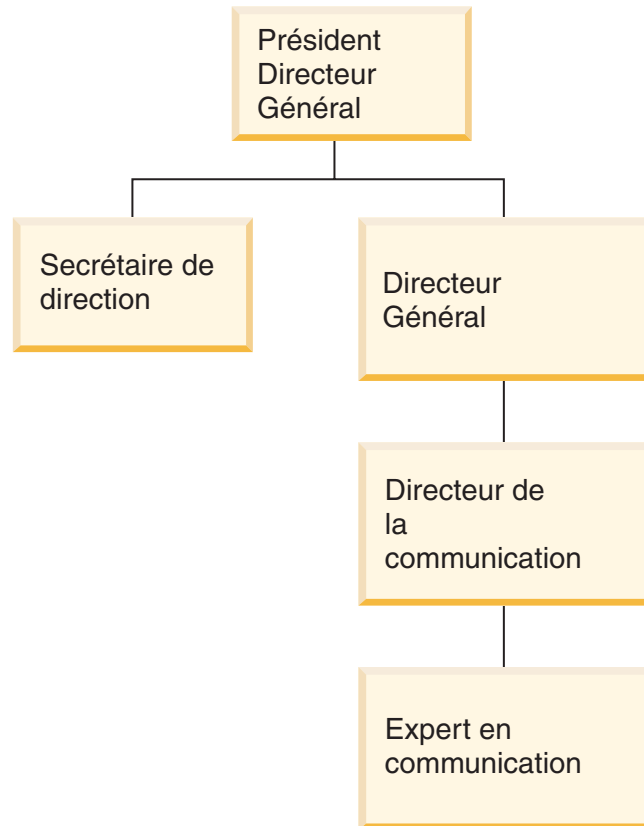 Président
Directeur
Général
Secrétaire de
direction
Directeur
Général
Directeur de
la
communication
Expert en
communication